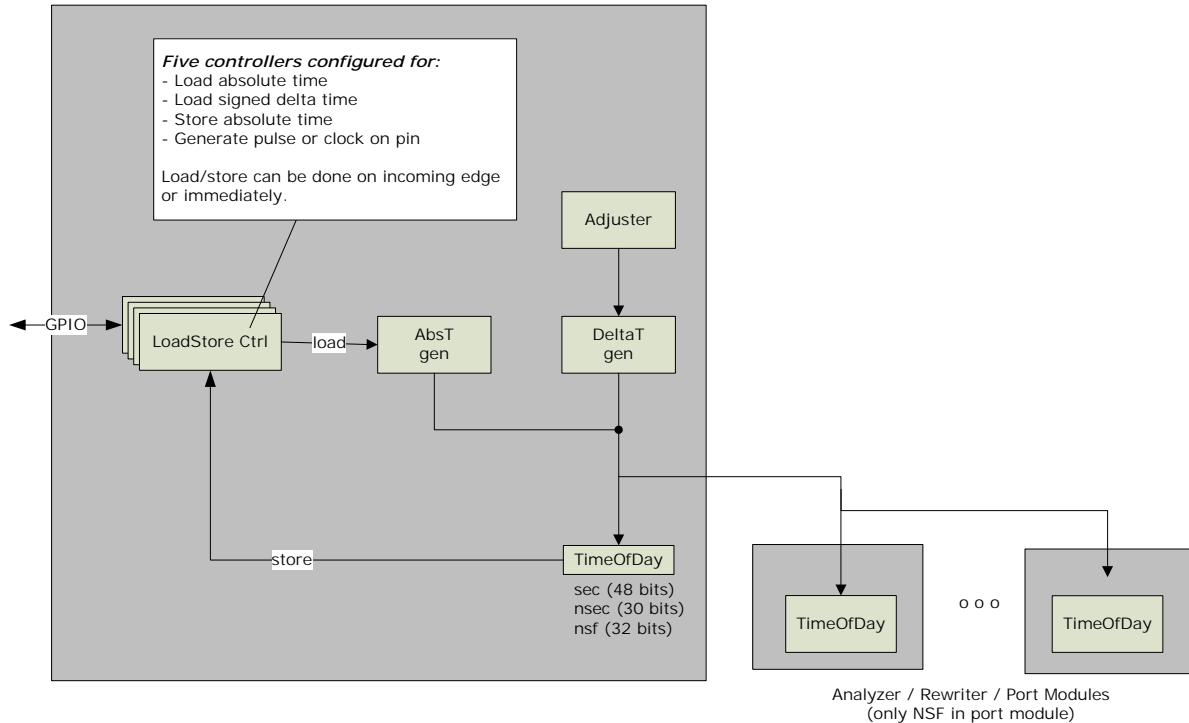 Five controllers configured for:
- Load absolute time
- Load signed delta time
- Store absolute time
- Generate pulse or clock on pin
Load/store can be done on incoming edge
or immediately.
Adjuster
GPIO
LoadStore Ctrl
load
AbsT
gen
DeltaT
gen
store
TimeOfDay
sec (48 bits)
nsec (30 bits)
nsf (32 bits)
TimeOfDay
o o o
TimeOfDay
Analyzer / Rewriter / Port Modules
(only NSF in port module)